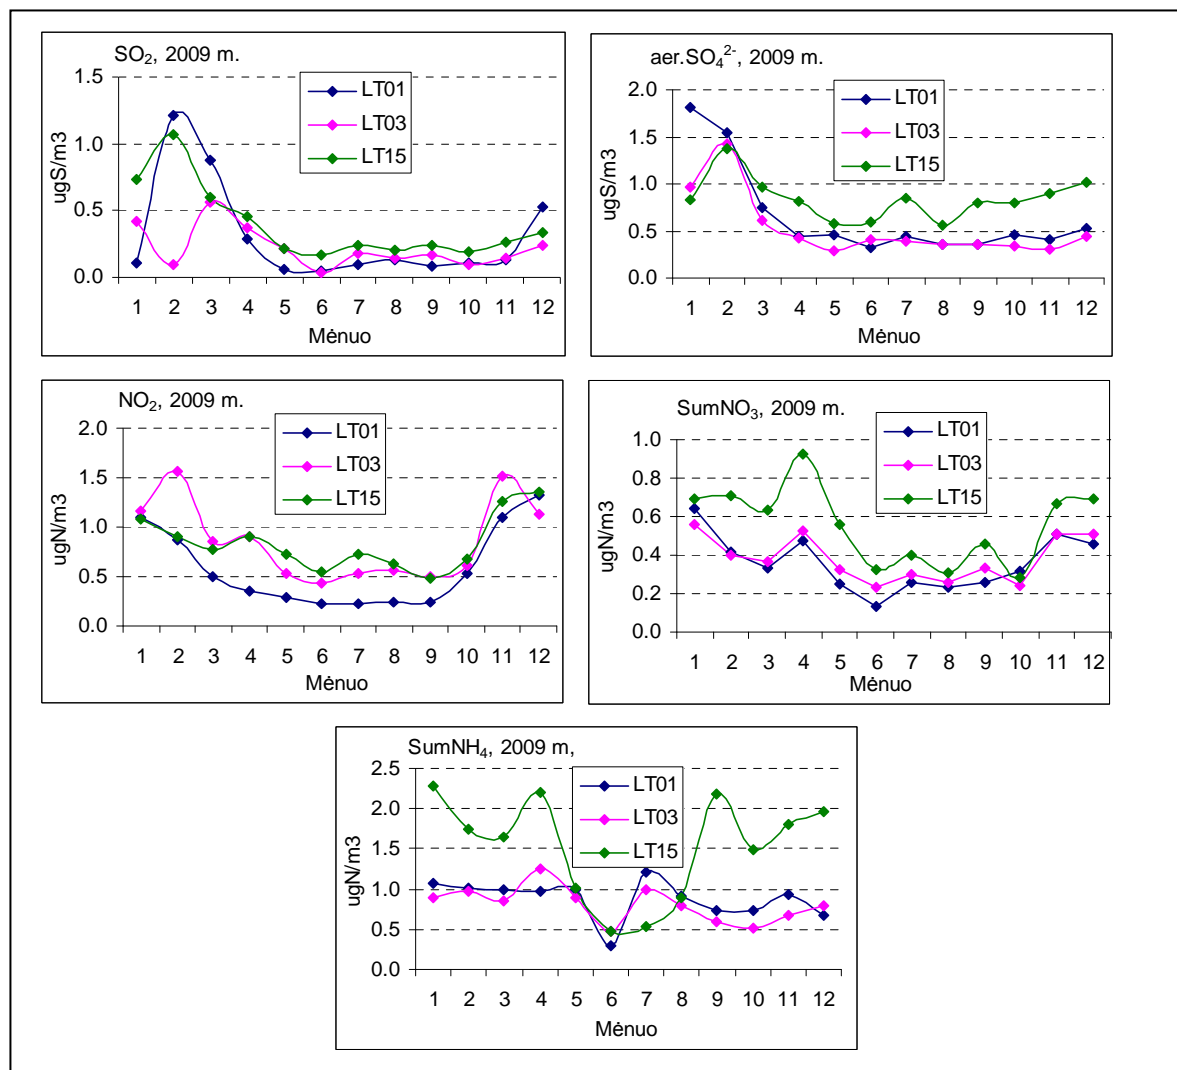 SO₂, 2009 m.
ugS/m3
1.5
1.0
0.5
0.0
LT01
LT03
LT15
1 2 3 4 5 6 7 8 9 10 11 12
Mėnuo
aer.SO₄²⁻, 2009 m.
ugS/m3
2.0
1.5
1.0
0.5
0.0
LT01
LT03
LT15
1 2 3 4 5 6 7 8 9 10 11 12
Mėnuo
NO₂, 2009 m.
ugN/m3
2.0
1.5
1.0
0.5
0.0
LT01
LT03
LT15
1 2 3 4 5 6 7 8 9 10 11 12
Mėnuo
SumNO₃, 2009 m.
ugN/m3
1.0
0.8
0.6
0.4
0.2
0.0
LT01
LT03
LT15
1 2 3 4 5 6 7 8 9 10 11 12
Mėnuo
SumNH₄, 2009 m,
ugN/m3
2.5
2.0
1.5
1.0
0.5
0.0
LT01
LT03
LT15
1 2 3 4 5 6 7 8 9 10 11 12
Mėnuo